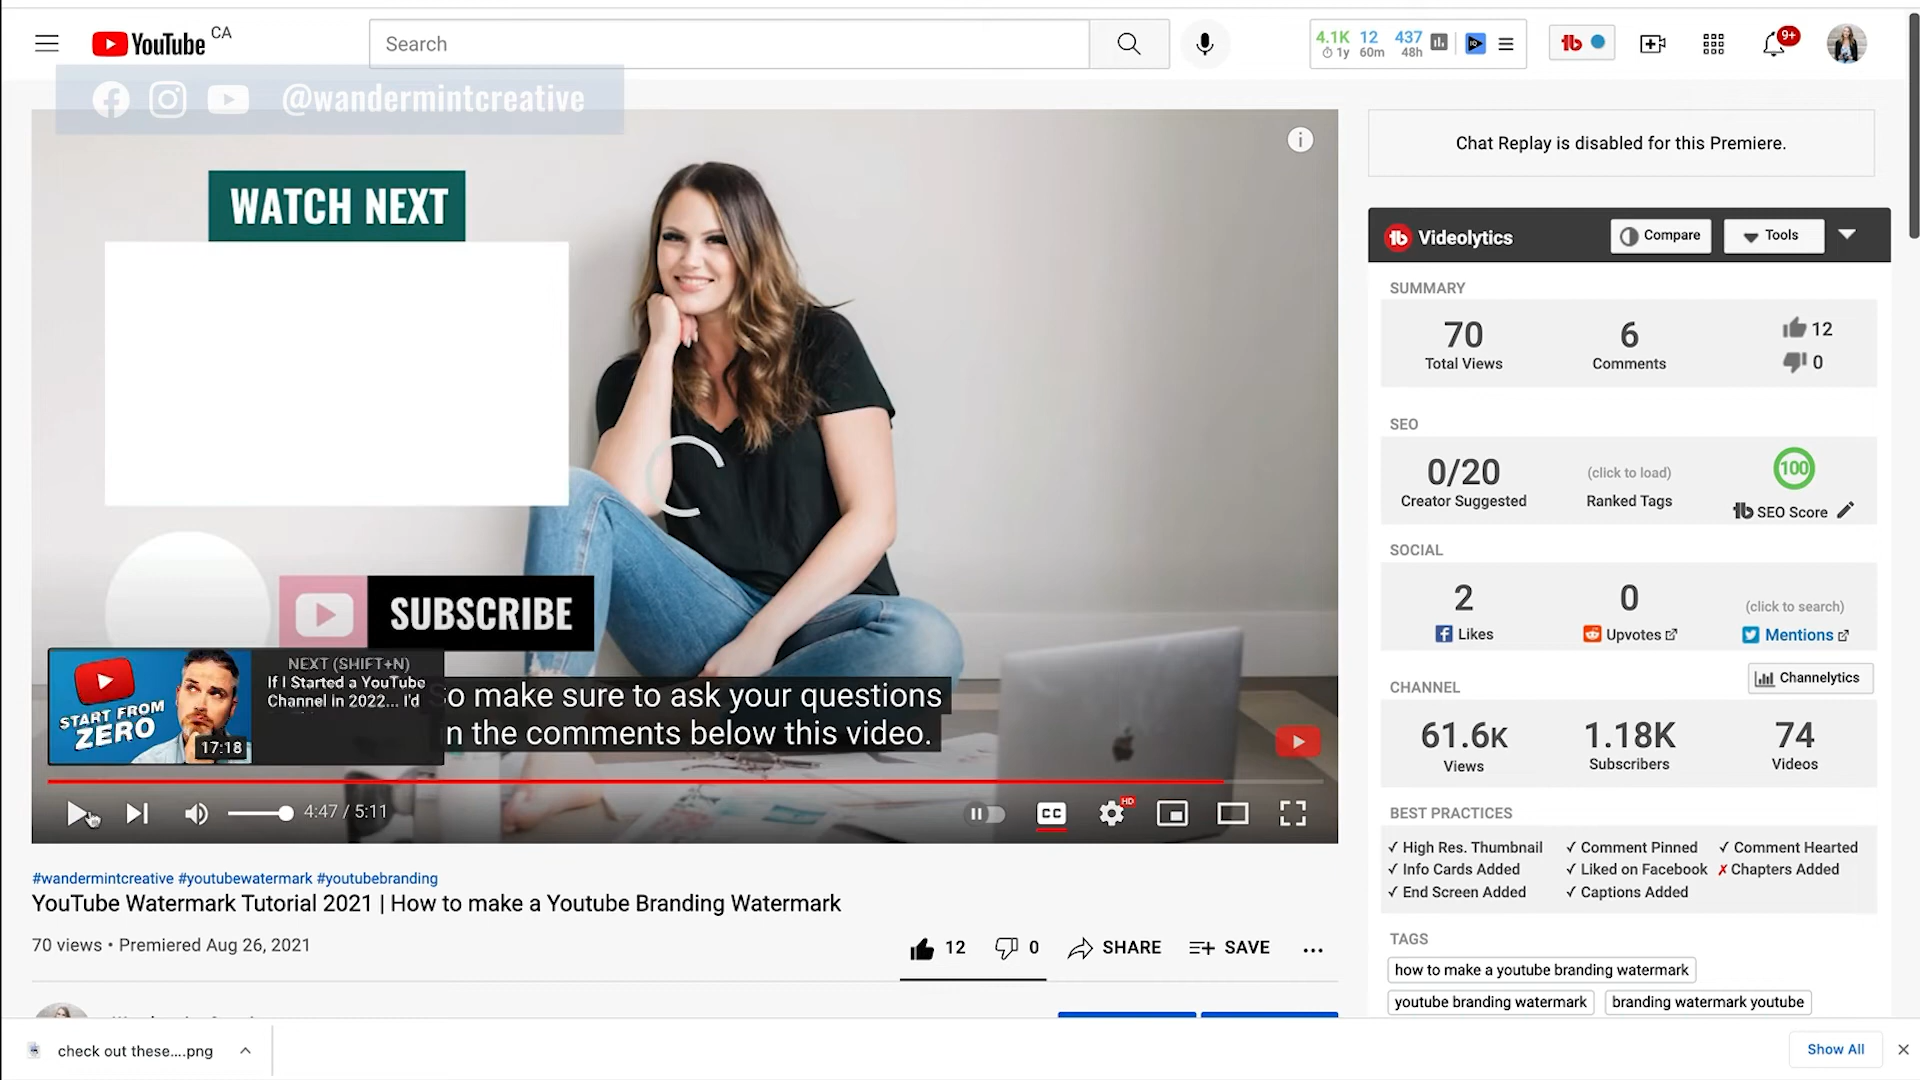 YouTube CA
Search
4.1K 12 437
1y 60m 48h
9+
@wandermintcreative
WATCH NEXT
SUBSCRIBE
START FROM
ZERO
17:18
NEXT (SHIFT+N)
If I Started a YouTube
Channel in 2022... I'd
o make sure to ask your questions
n the comments below this video.
4:47 / 5:11
CC
HD
#wandermintcreative #youtubewatermark #youtubebranding
YouTube Watermark Tutorial 2021 | How to make a Youtube Branding Watermark
70 views • Premiered Aug 26, 2021
12 0 SHARE SAVE ...
Chat Replay is disabled for this Premiere.
Videolytics Compare Tools
SUMMARY
70 6 12
Total Views Comments 0
SEO
0/20 (click to load) 100
Creator Suggested Ranked Tags SEO Score
SOCIAL
2 0 (click to search)
Likes Upvotes Mentions
CHANNEL Channelytics
61.6K 1.18K 74
Views Subscribers Videos
BEST PRACTICES
✓ High Res. Thumbnail ✓ Comment Pinned ✓ Comment Hearted
✓ Info Cards Added ✓ Liked on Facebook ✗ Chapters Added
✓ End Screen Added ✓ Captions Added
TAGS
how to make a youtube branding watermark
youtube branding watermark branding watermark youtube
check out these....png
Show All